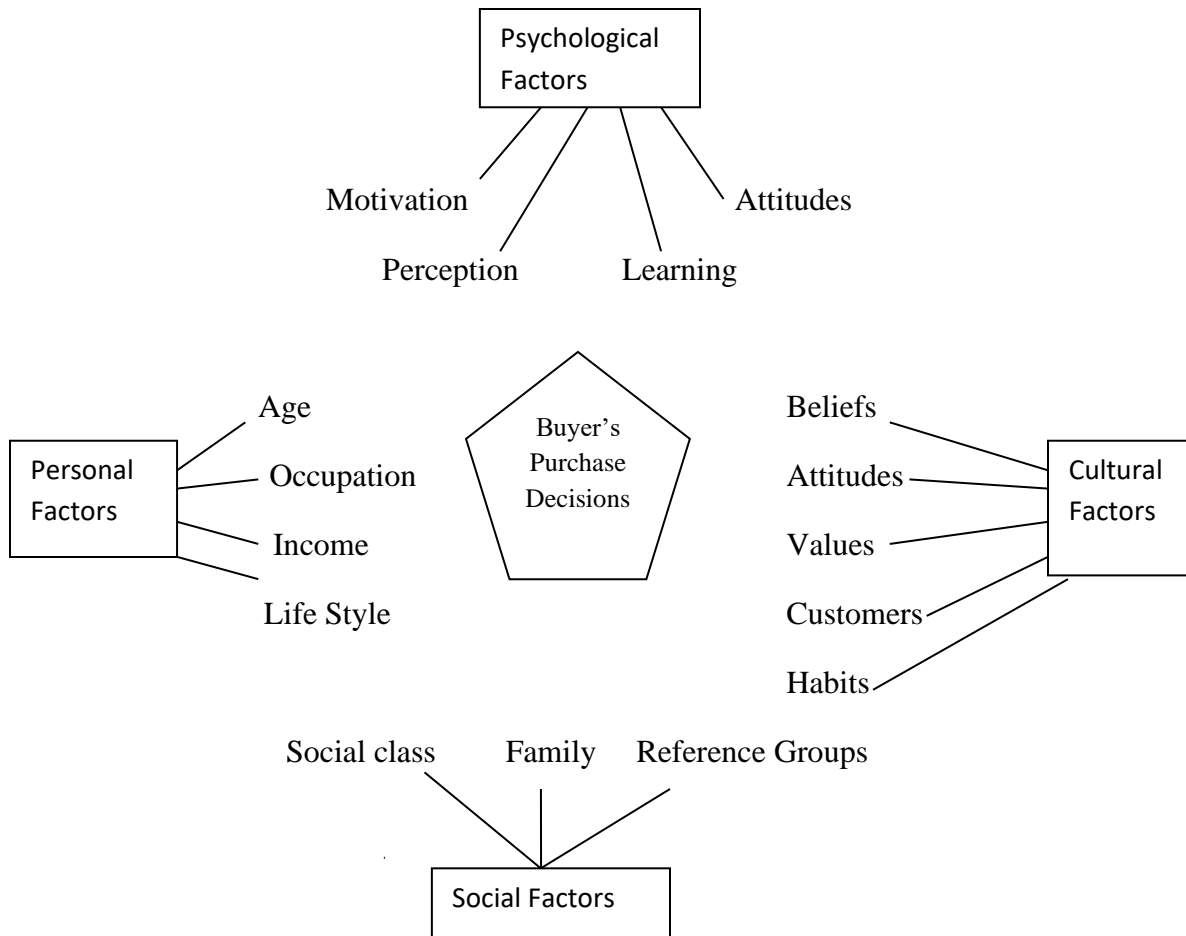 Psychological
Factors
Motivation
Attitudes
Perception
Learning
Age
Occupation
Income
Life Style
Personal
Factors
Buyer’s
Purchase
Decisions
Beliefs
Attitudes
Values
Customers
Habits
Cultural
Factors
Social class
Family
Reference Groups
Social Factors